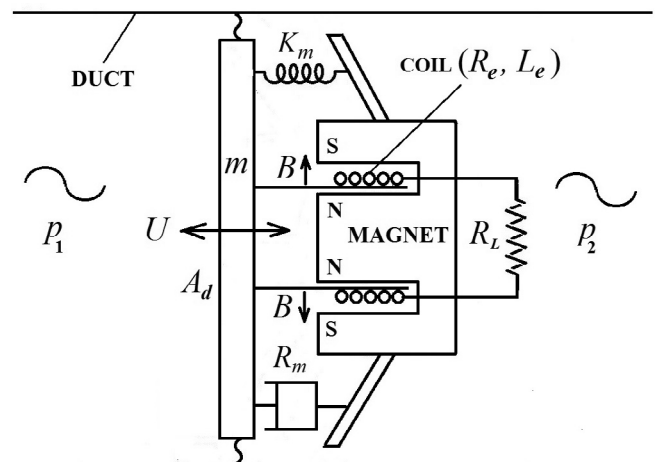 K_m
DUCT
COIL (R_e, L_e)
S
m
B
N
p_1
U
MAGNET
R_L
p_2
N
A_d
B
S
R_m